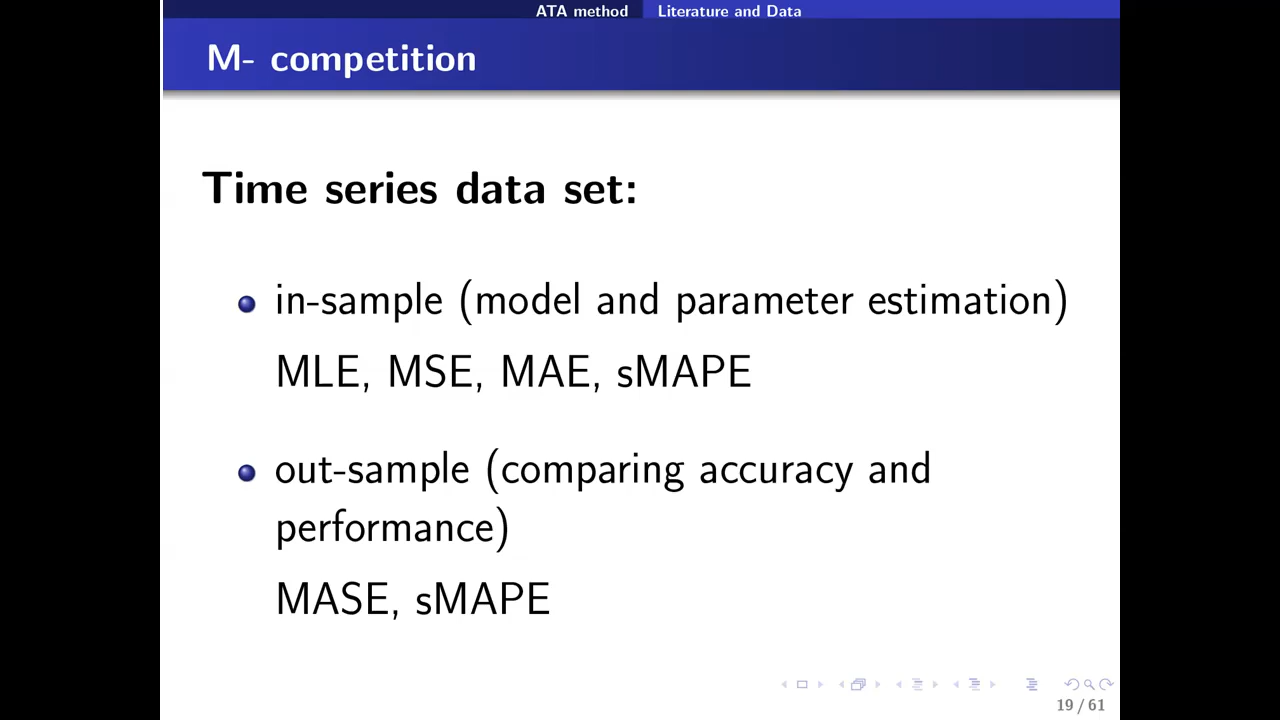 ATA method Literature and Data
M- competition
Time series data set:
in-sample (model and parameter estimation)
MLE, MSE, MAE, sMAPE
out-sample (comparing accuracy and
performance)
MASE, sMAPE
19 / 61